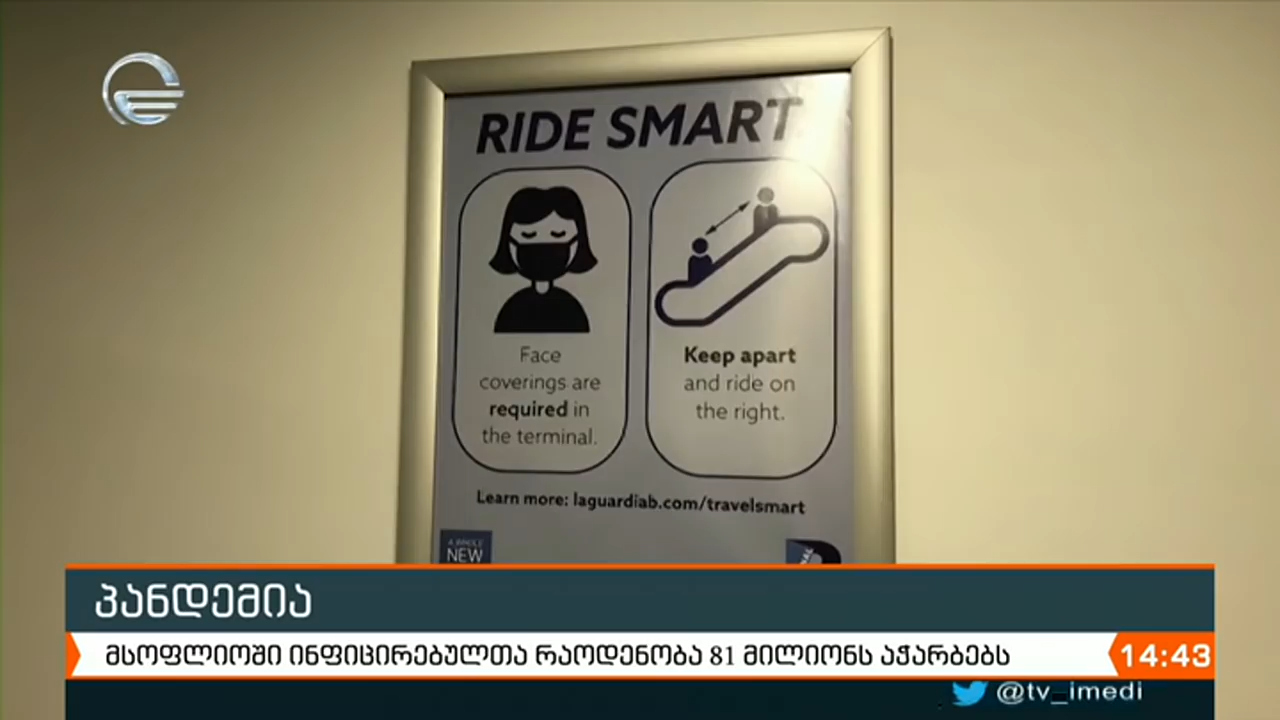 RIDE SMART
Face
coverings are
required in
the terminal.
Keep apart
and ride on
the right.
Learn more: laguardiab.com/travelsmart
A WHOLE
NEW
პანდემია
მსოფლიოში ინფიცირებულთა რაოდენობა 81 მილიონს აჭარბებს
14:43
@tv_imedi